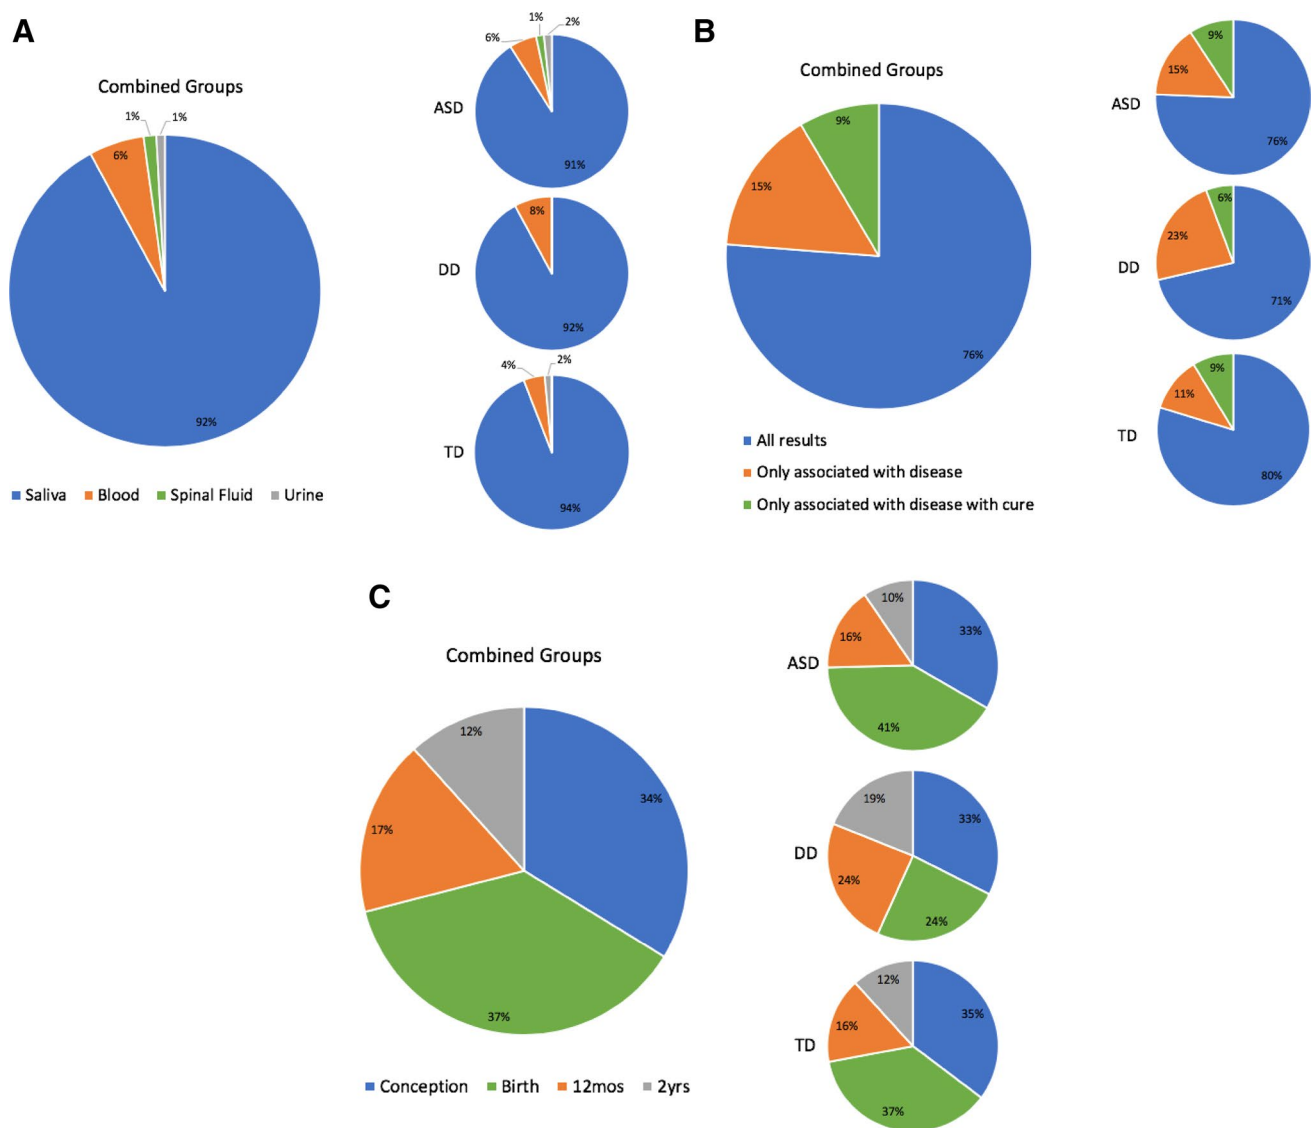 A
Combined Groups
1%
1%
6%
92%
Saliva Blood Spinal Fluid Urine
ASD
6%
1%
2%
91%
DD
8%
92%
TD
4%
2%
94%
B
Combined Groups
9%
15%
76%
All results
Only associated with disease
Only associated with disease with cure
ASD
9%
15%
76%
DD
6%
23%
71%
TD
9%
11%
80%
C
Combined Groups
12%
34%
17%
37%
Conception Birth 12mos 2yrs
ASD
10%
33%
16%
41%
DD
19%
33%
24%
24%
TD
12%
35%
16%
37%